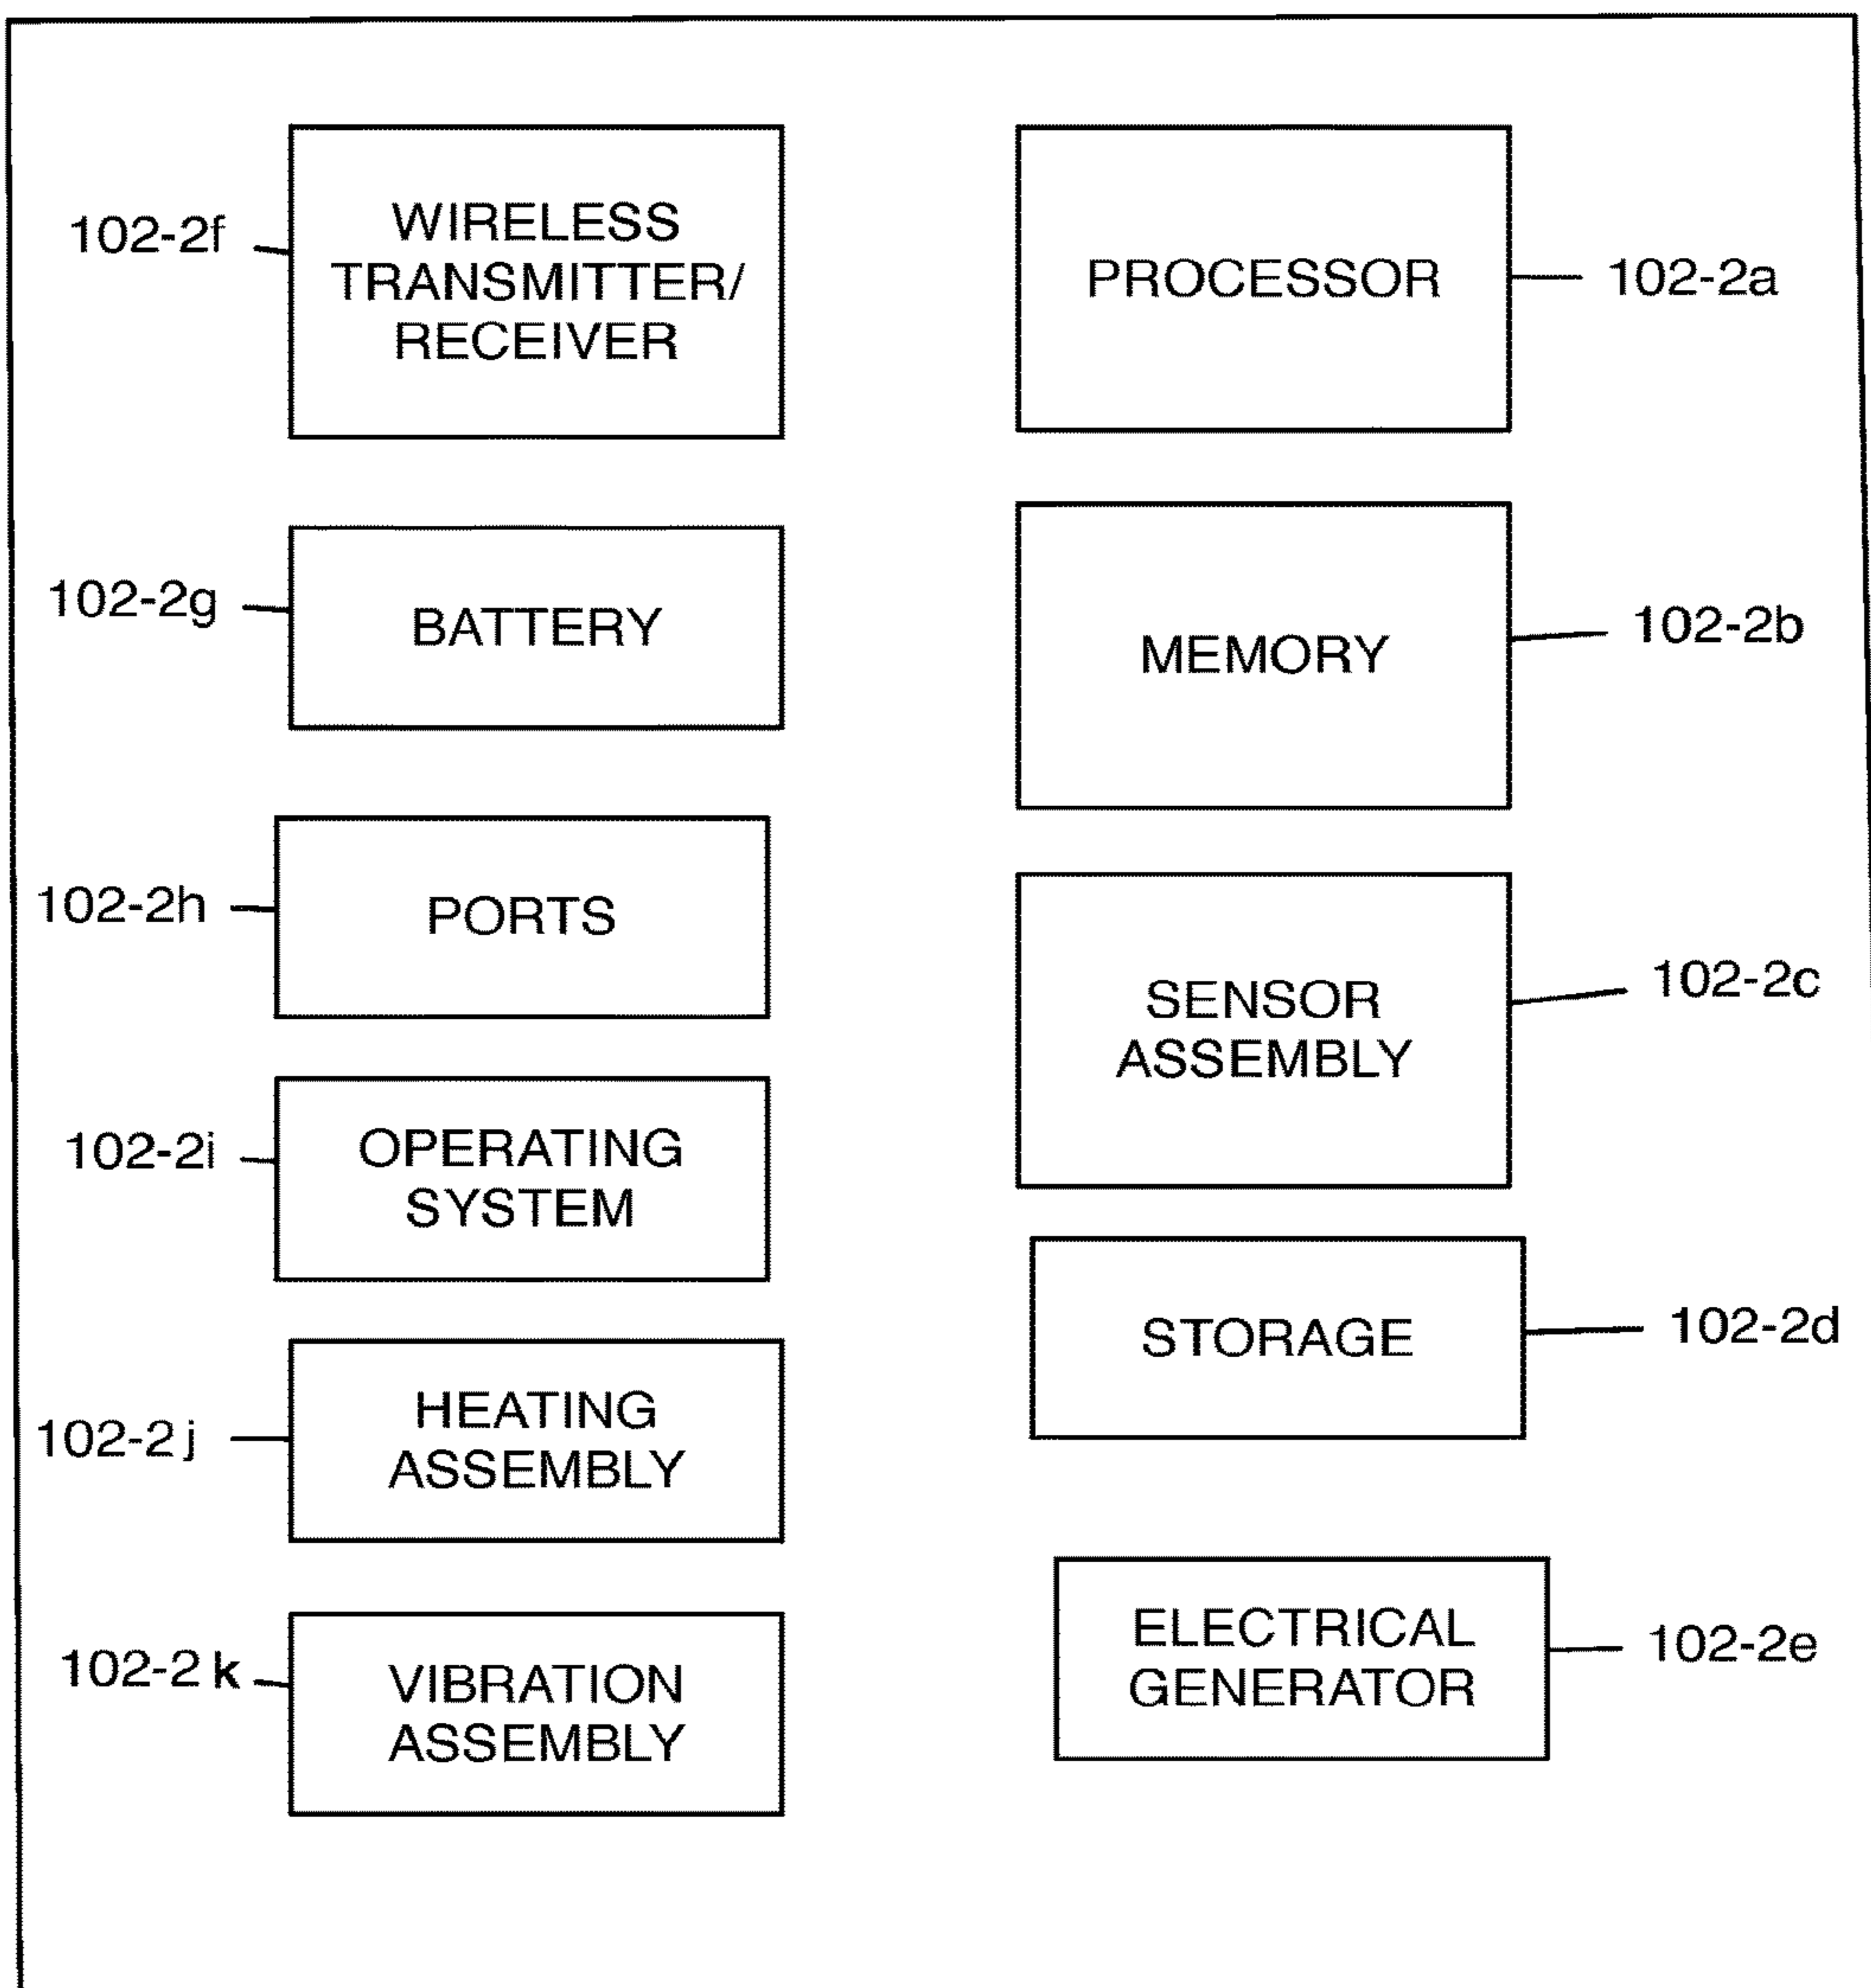 102-2f
WIRELESS
TRANSMITTER/
RECEIVER
PROCESSOR
102-2a
102-2g
BATTERY
MEMORY
102-2b
102-2h
PORTS
SENSOR
ASSEMBLY
102-2c
102-2i
OPERATING
SYSTEM
STORAGE
102-2d
102-2j
HEATING
ASSEMBLY
ELECTRICAL
GENERATOR
102-2e
102-2k
VIBRATION
ASSEMBLY